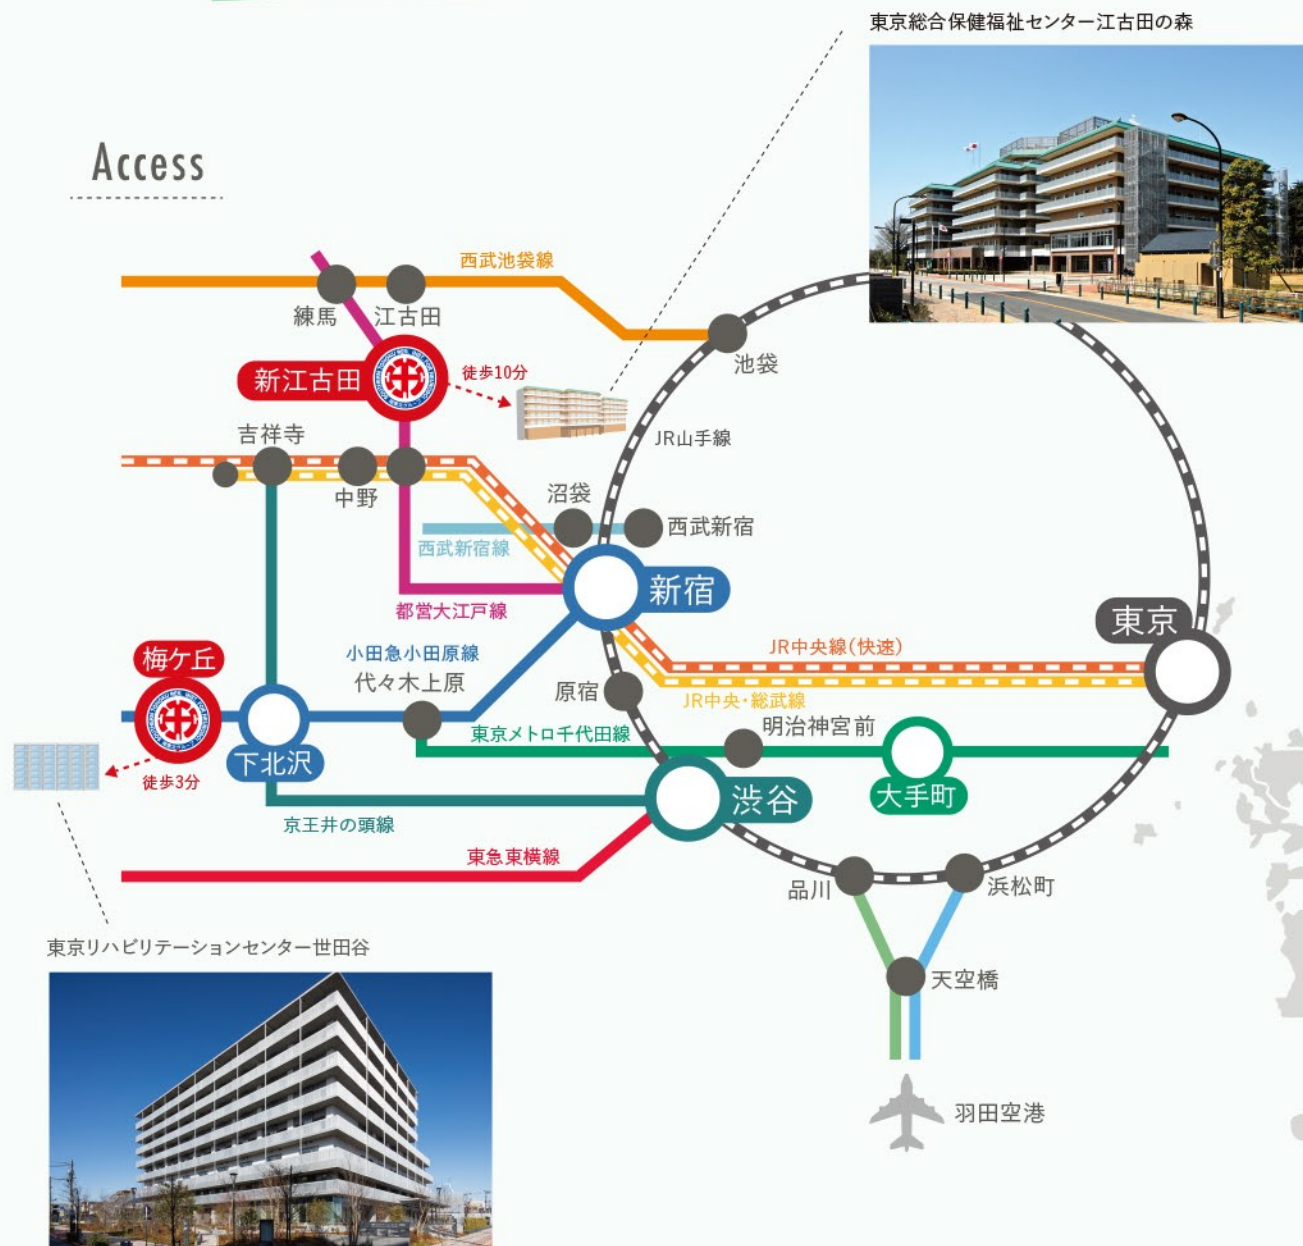 東京総合保健福祉センター江古田の森
Access
西武池袋線
練馬
江古田
池袋
新江古田
徒歩10分
吉祥寺
JR山手線
中野
沼袋
西武新宿
西武新宿線
新宿
都営大江戸線
東京
梅ケ丘
小田急小田原線
JR中央線(快速)
代々木上原
原宿
JR中央・総武線
東京メトロ千代田線
明治神宮前
下北沢
徒歩3分
渋谷
大手町
京王井の頭線
東急東横線
品川
浜松町
東京リハビリテーションセンター世田谷
天空橋
羽田空港